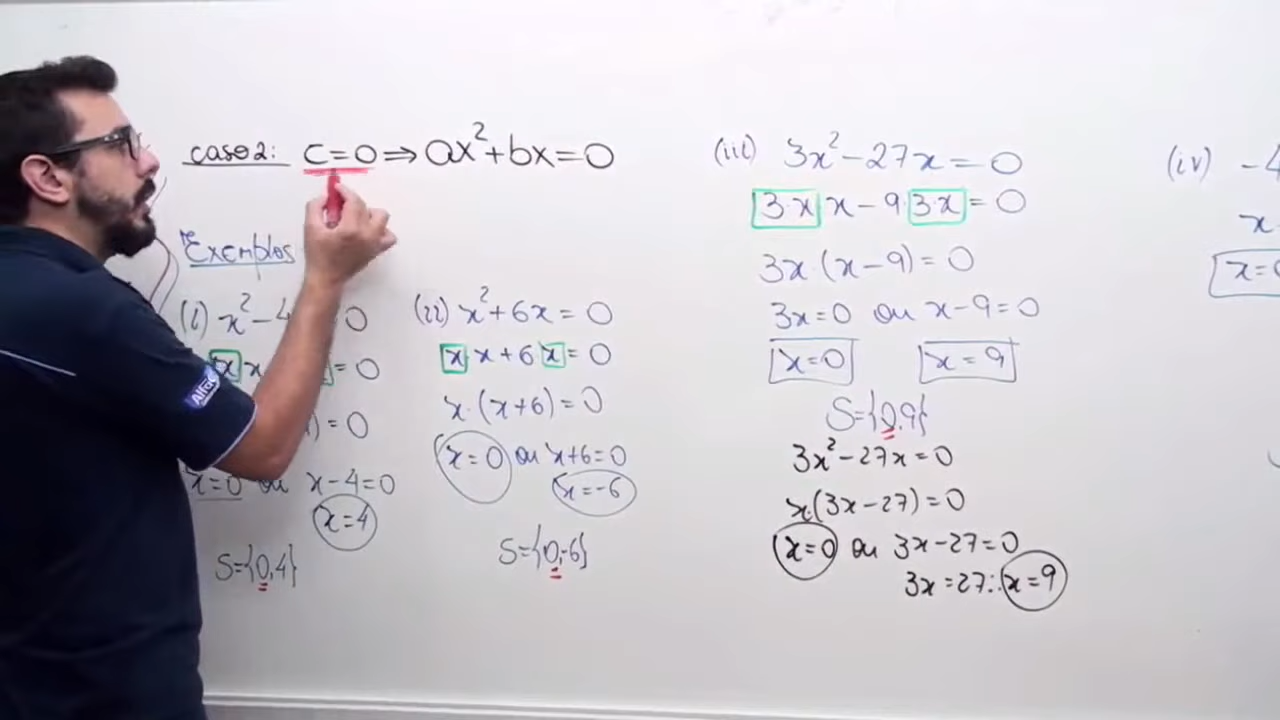 caso 2: C=0 ⇒ ax²+bx=0
Exemplos
(i) x²-4 0
x x =0
) =0
x=0 ou x-4=0
x=4
S={0,4}
(ii) x²+6x=0
x x+6 x=0
x·(x+6)=0
x=0 ou x+6=0
x=-6
S={0,-6}
(iii) 3x²-27x=0
3·x x-9·3·x=0
3x·(x-9)=0
3x=0 ou x-9=0
x=0 x=9
S={0,9}
3x²-27x=0
x(3x-27)=0
x=0 ou 3x-27=0
3x=27∴x=9
(iv) -4
x
x=